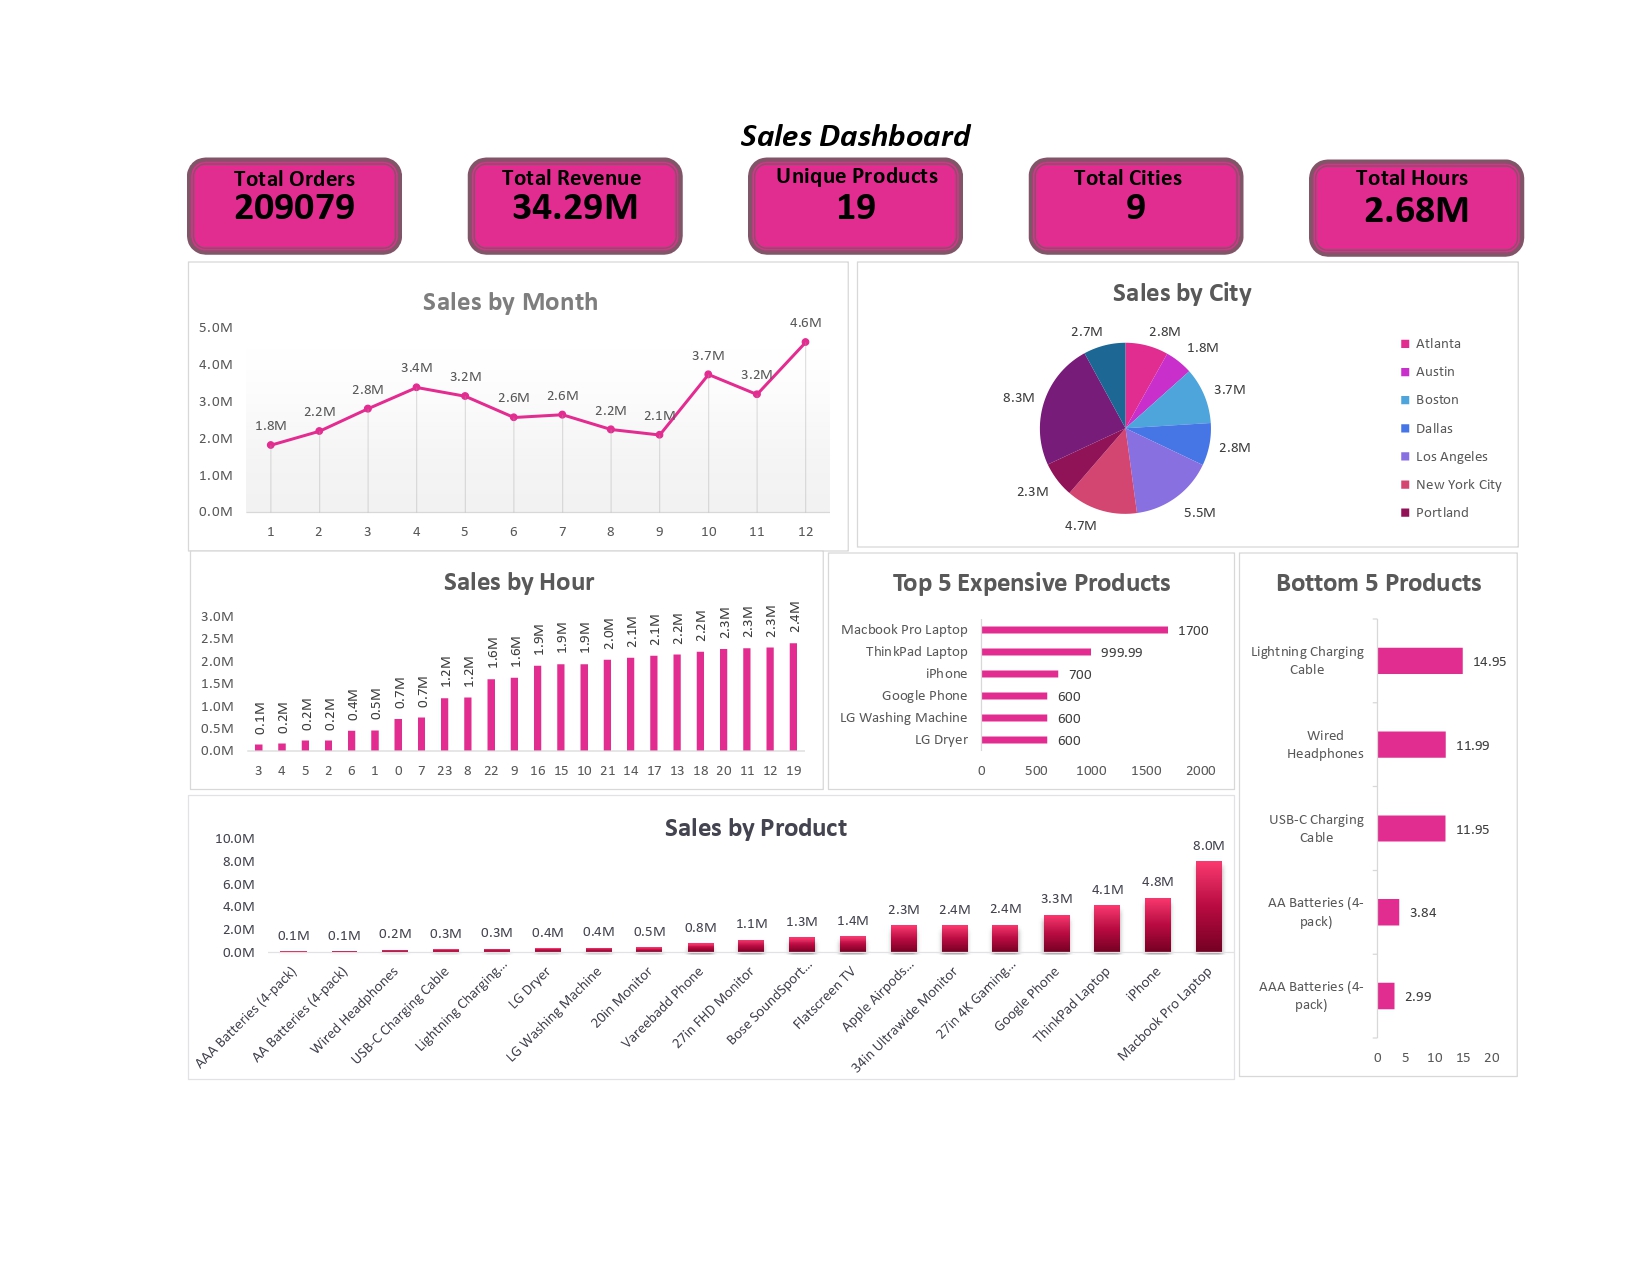 Sales Dashboard
Total Orders
209079
Total Revenue
34.29M
Unique Products
19
Total Cities
9
Total Hours
2.68M
Sales by Month
5.0M
4.0M
3.0M
2.0M
1.0M
0.0M
1.8M
2.2M
2.8M
3.4M
3.2M
2.6M
2.6M
2.2M
2.1M
3.7M
3.2M
4.6M
1 2 3 4 5 6 7 8 9 10 11 12
Sales by City
2.7M
2.8M
1.8M
3.7M
2.8M
5.5M
4.7M
2.3M
8.3M
Atlanta
Austin
Boston
Dallas
Los Angeles
New York City
Portland
Sales by Hour
3.0M
2.5M
2.0M
1.5M
1.0M
0.5M
0.0M
0.1M 0.2M 0.2M 0.2M 0.4M 0.5M 0.7M 0.7M 1.2M 1.2M 1.6M 1.6M 1.9M 1.9M 1.9M 2.0M 2.1M 2.1M 2.2M 2.2M 2.3M 2.3M 2.3M 2.4M
3 4 5 2 6 1 0 7 23 8 22 9 16 15 10 21 14 17 13 18 20 11 12 19
Top 5 Expensive Products
Macbook Pro Laptop 1700
ThinkPad Laptop 999.99
iPhone 700
Google Phone 600
LG Washing Machine 600
LG Dryer 600
0 500 1000 1500 2000
Bottom 5 Products
Lightning Charging
Cable
14.95
Wired
Headphones
11.99
USB-C Charging
Cable
11.95
AA Batteries (4-
pack)
3.84
AAA Batteries (4-
pack)
2.99
0 5 10 15 20
Sales by Product
10.0M
8.0M
6.0M
4.0M
2.0M
0.0M
0.1M 0.1M 0.2M 0.3M 0.3M 0.4M 0.4M 0.5M 0.8M 1.1M 1.3M 1.4M 2.3M 2.4M 2.4M 3.3M 4.1M 4.8M 8.0M
AAA Batteries (4-pack)
AA Batteries (4-pack)
Wired Headphones
USB-C Charging Cable
Lightning Charging...
LG Dryer
LG Washing Machine
20in Monitor
Vareebadd Phone
27in FHD Monitor
Bose SoundSport...
Flatscreen TV
Apple Airpods...
34in Ultrawide Monitor
27in 4K Gaming...
Google Phone
ThinkPad Laptop
iPhone
Macbook Pro Laptop